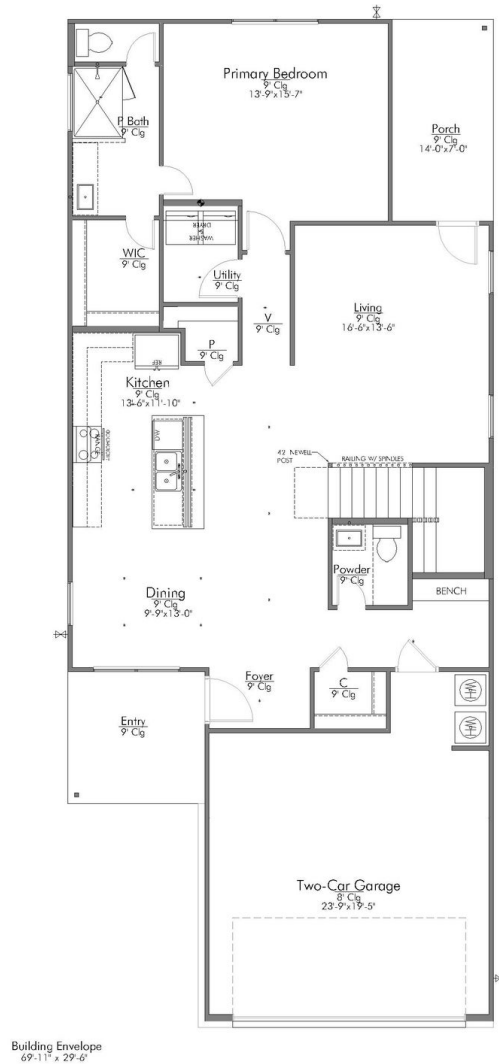 Primary Bedroom
9' Clg
13'-9"x15'-7"
P Bath
9' Clg
Porch
9' Clg
14'-0"x7'-0"
WASHER
DRYER
WIC
9' Clg
Utility
9' Clg
V
9' Clg
Living
9' Clg
16'-6"x13'-6"
P
9' Clg
REF
Kitchen
9' Clg
13'-6"x11'-10"
DW
RANGE
42" NEWELL
POST
RAILING W/ SPINDLES
Powder
9' Clg
BENCH
Dining
9' Clg
9'-9"x13'-0"
Foyer
9' Clg
C
9' Clg
WH
WH
Entry
9' Clg
Two-Car Garage
8' Clg
23'-9"x19'-5"
Building Envelope
69'-11" x 29'-6"